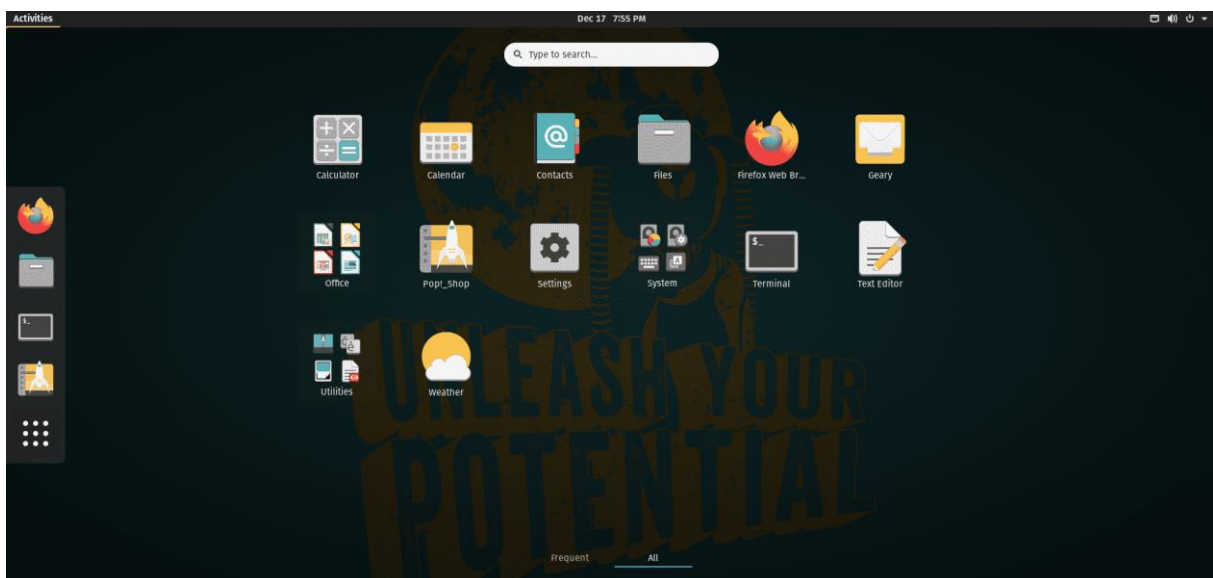 Activities Dec 17 7:55 PM
Type to search...
Calculator Calendar Contacts Files Firefox Web Br... Geary
Office Pop!_Shop Settings System Terminal Text Editor
Utilities Weather
UNLEASH YOUR
POTENTIAL
Frequent All